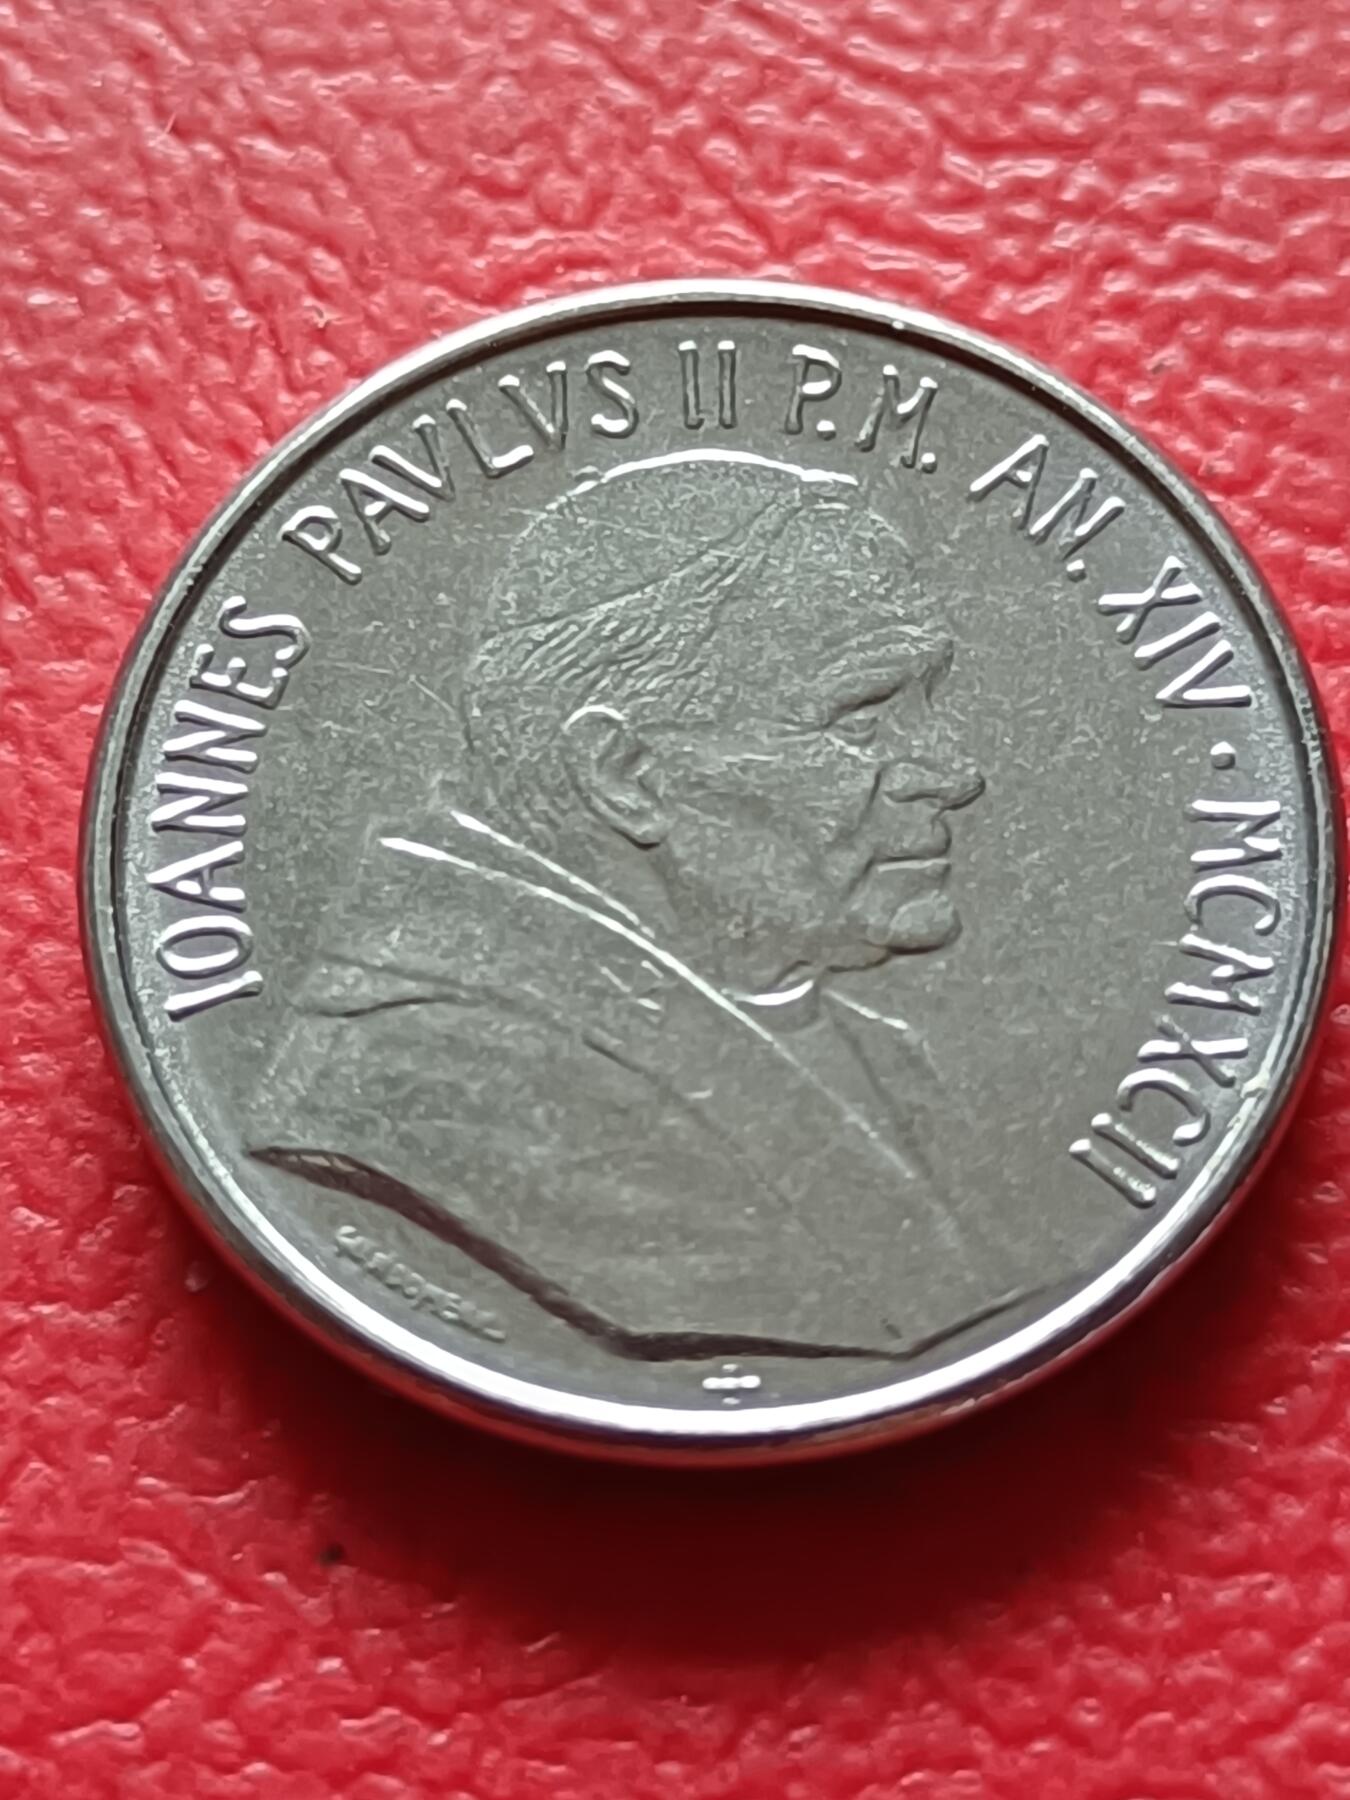 IOANNES PAVLVS II P.M. AN. XIV · MCMXCII